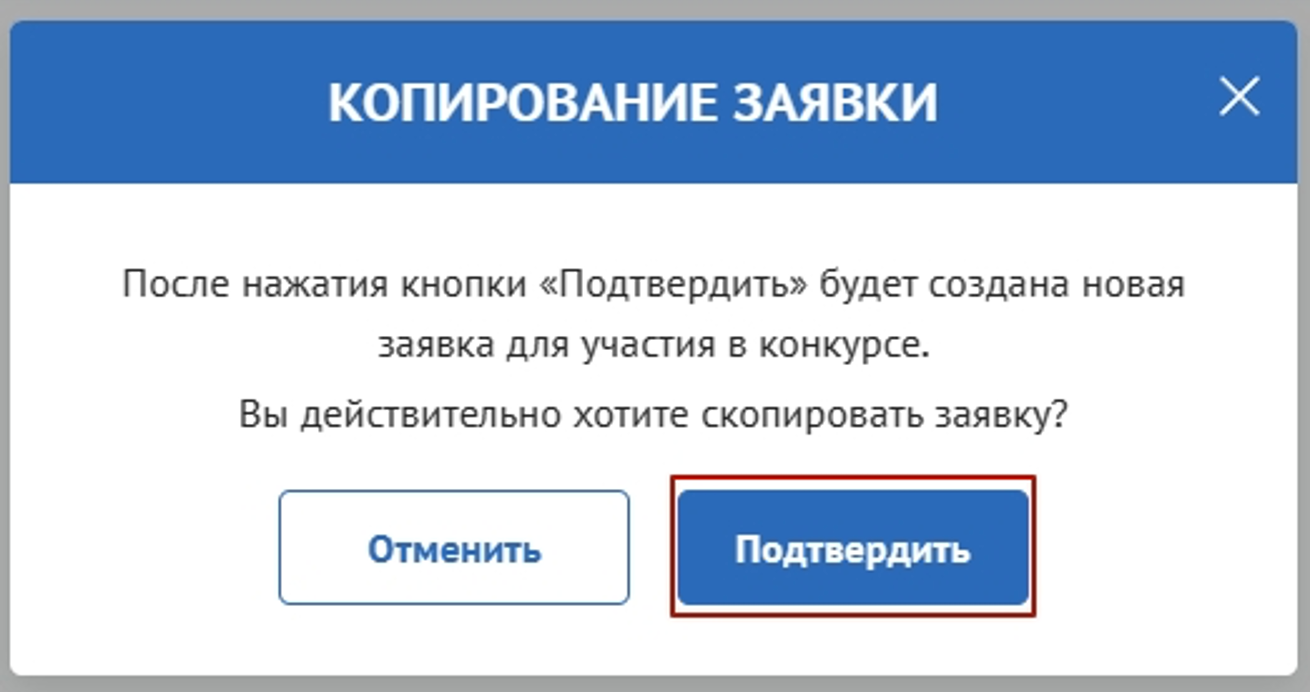 КОПИРОВАНИЕ ЗАЯВКИ
После нажатия кнопки «Подтвердить» будет создана новая
заявка для участия в конкурсе.
Вы действительно хотите скопировать заявку?
Отменить
Подтвердить